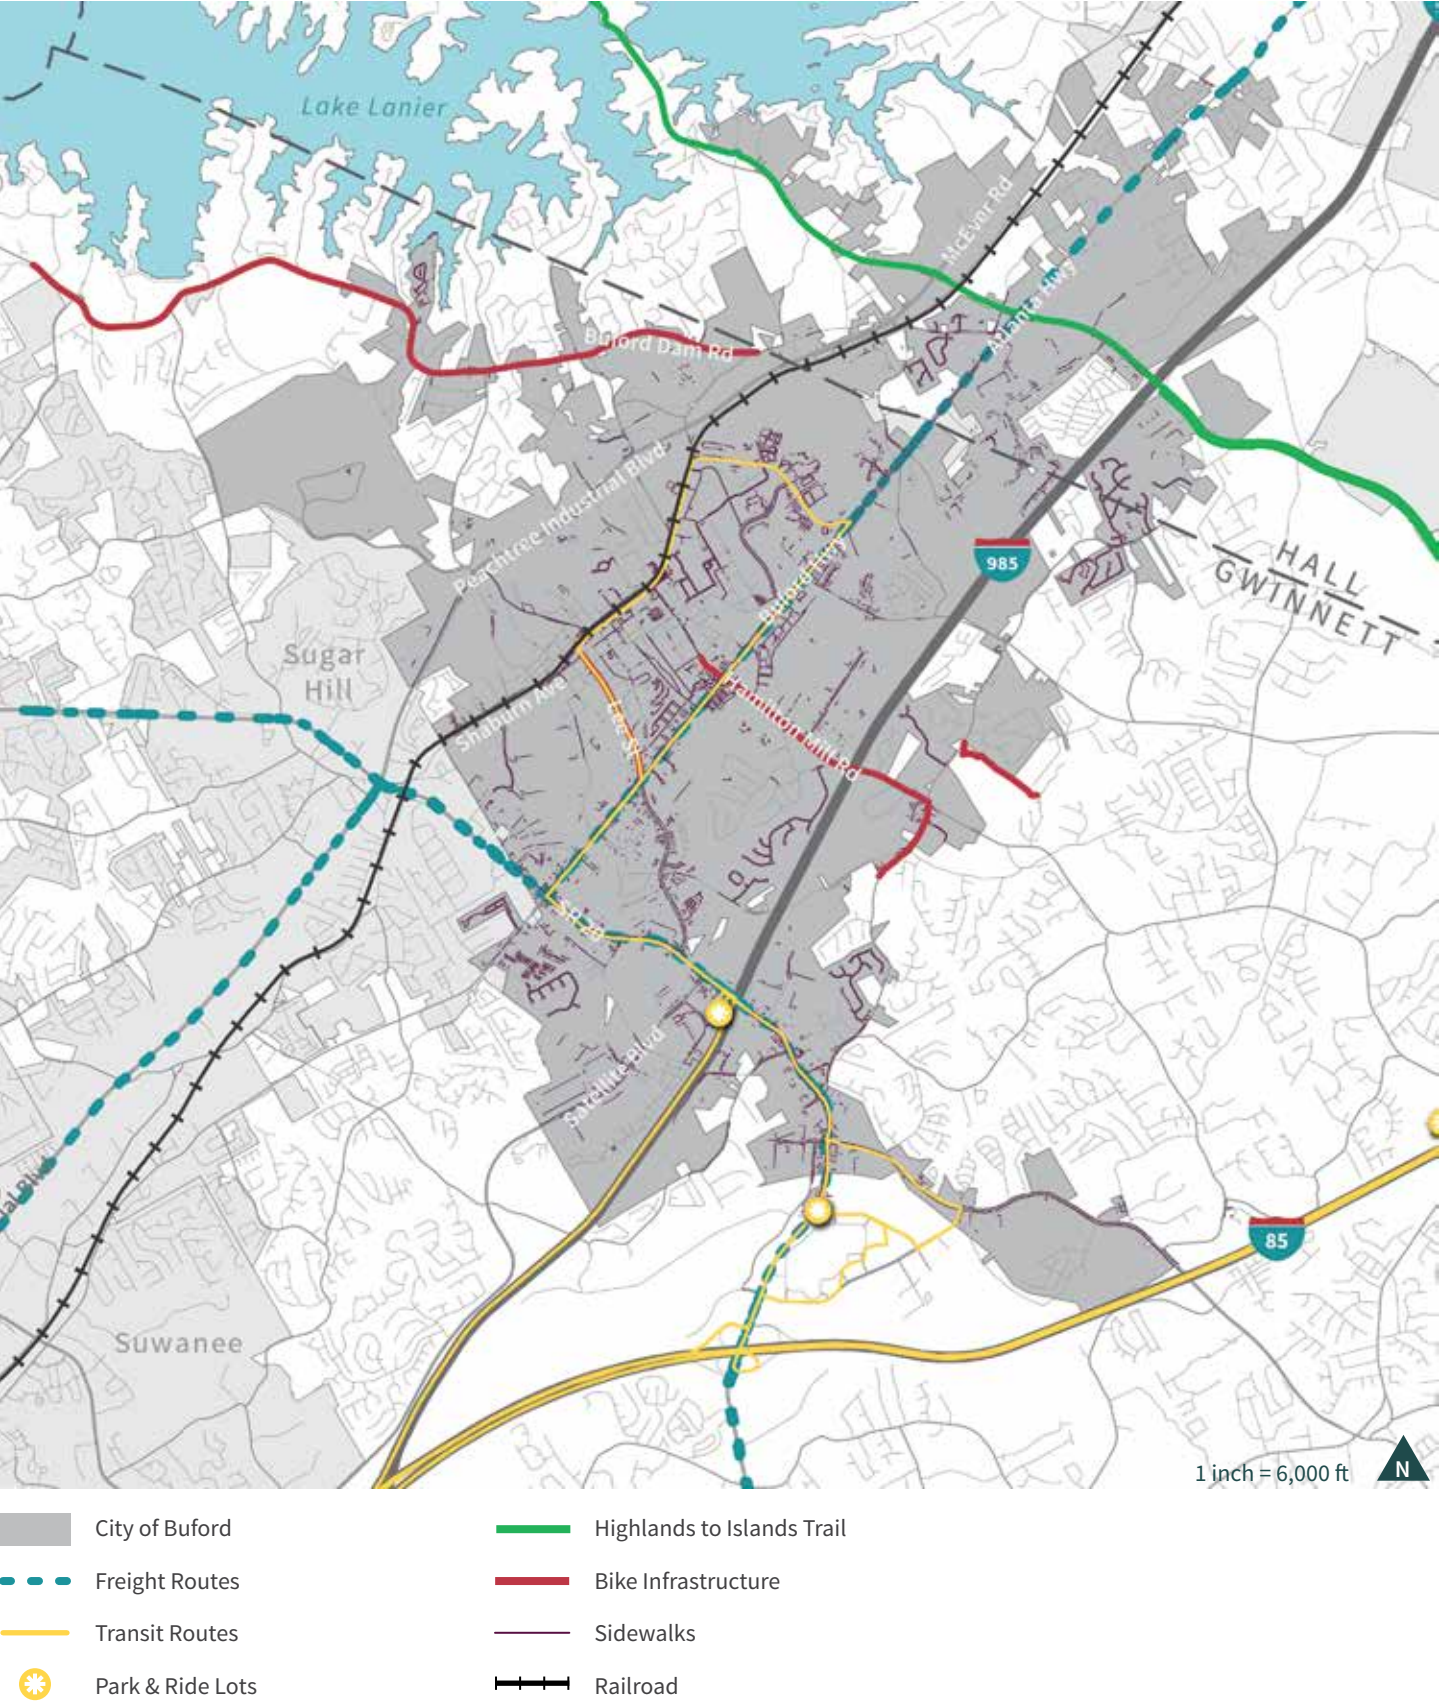 Lake Lanier
McEver Rd
Atlanta Hwy
Buford Dam Rd
Peachtree Industrial Blvd
985
HALL
GWINNETT
Buford Hwy
Sugar
Hill
Shadburn Ave
Lee St
Hamilton Mill Rd
SR 20
Satellite Blvd
ial Blvd
85
Suwanee
1 inch = 6,000 ft
N
City of Buford
Highlands to Islands Trail
Freight Routes
Bike Infrastructure
Transit Routes
Sidewalks
Park & Ride Lots
Railroad